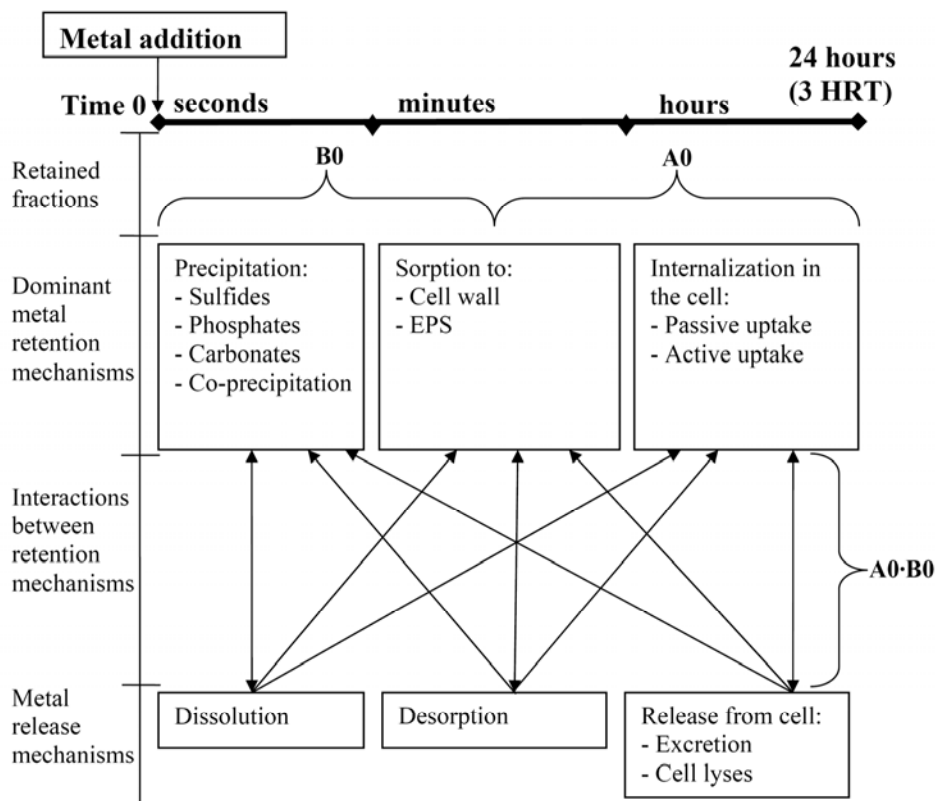 Metal addition
24 hours
(3 HRT)
Time 0
seconds
minutes
hours
B0
A0
Retained
fractions
Dominant
metal
retention
mechanisms
Precipitation:
- Sulfides
- Phosphates
- Carbonates
- Co-precipitation
Sorption to:
- Cell wall
- EPS
Internalization in
the cell:
- Passive uptake
- Active uptake
Interactions
between
retention
mechanisms
A0·B0
Metal
release
mechanisms
Dissolution
Desorption
Release from cell:
- Excretion
- Cell lyses